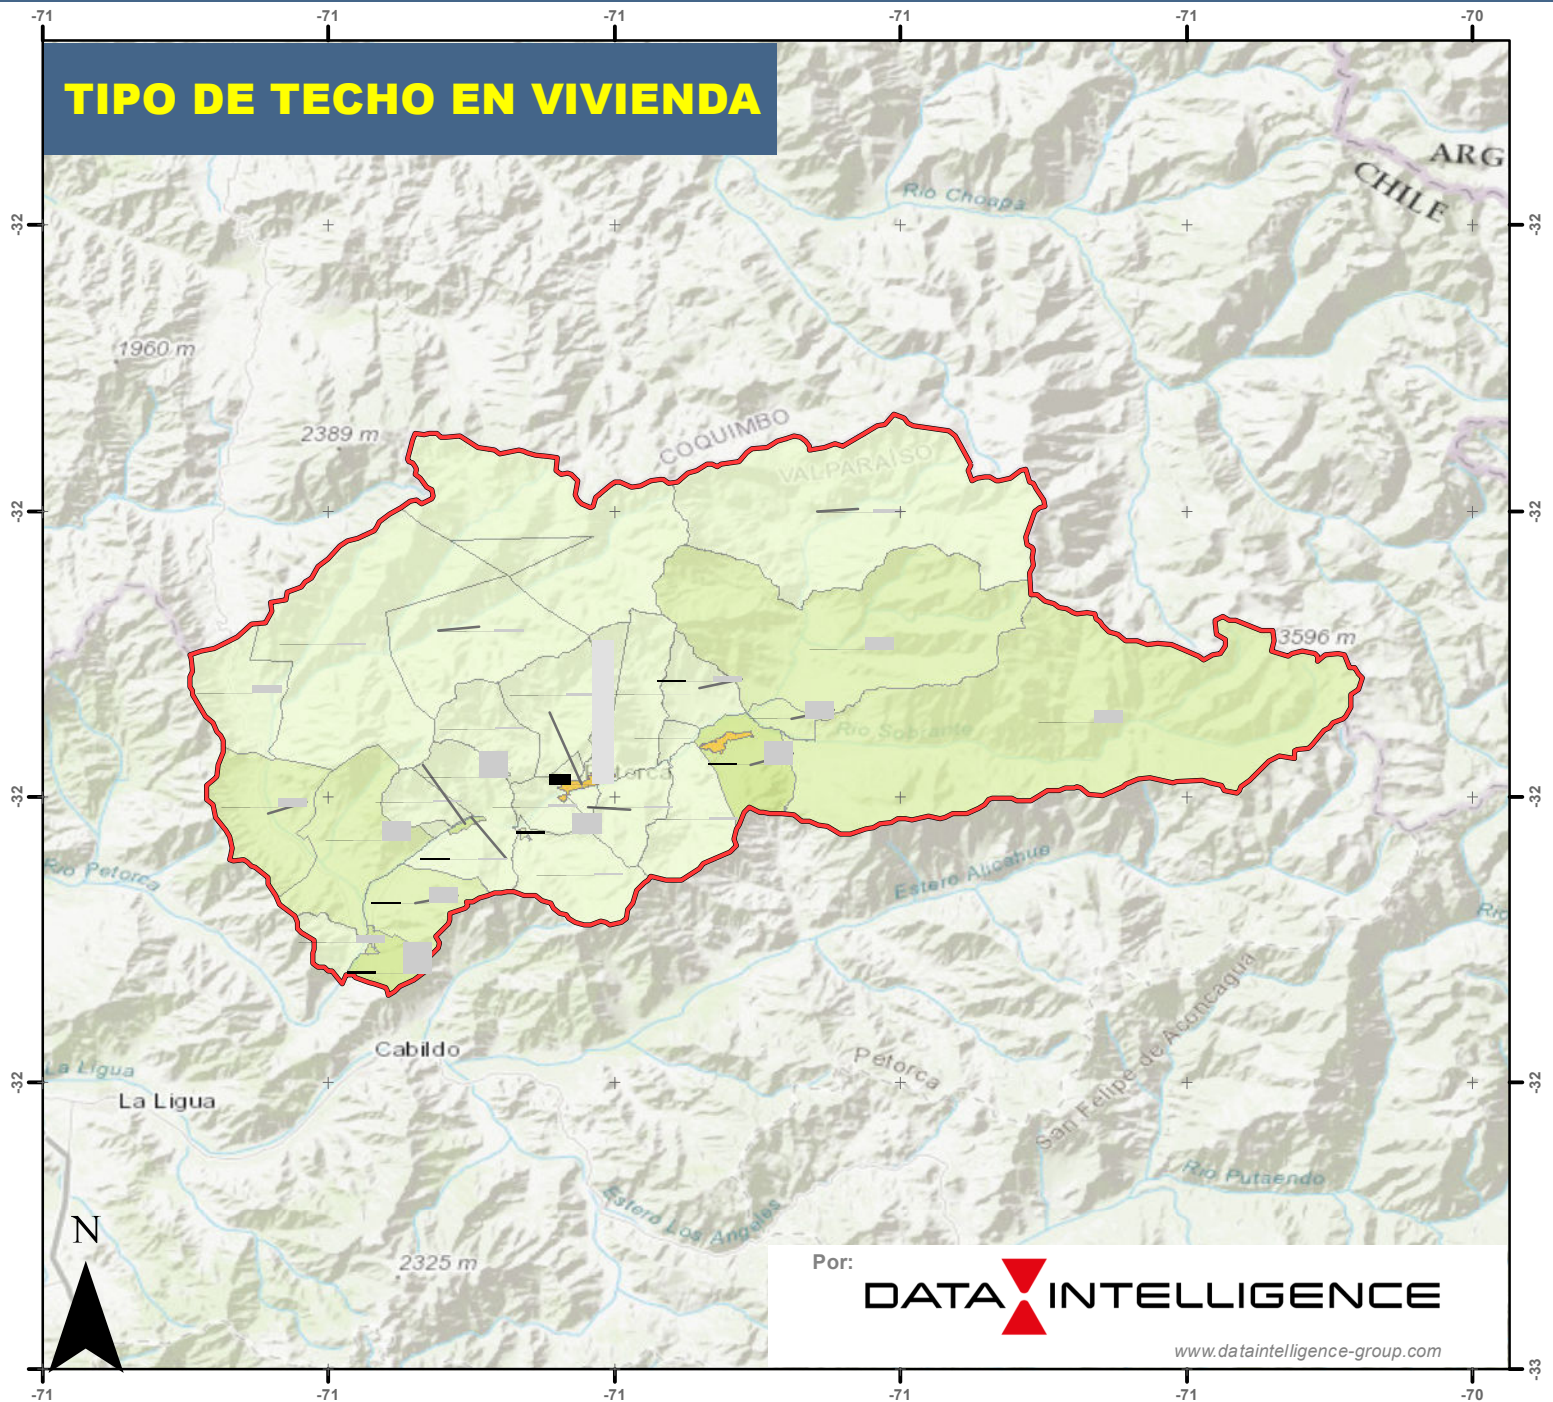 -71 -71 -71 -71 -71 -70
TIPO DE TECHO EN VIVIENDA
ARG
CHILE
Río Choapa
-32 -32
1960 m
2389 m
COQUIMBO
VALPARAÍSO
-32 -32
3596 m
Río Sobrante
Petorca
-32 -32
Río Petorca
Estero Alicahue
Río
Cabildo
Petorca
San Felipe de Aconcagua
La Ligua
-32 -32
La Ligua
Río Putaendo
Estero Los Angeles
N
2325 m
Por:
DATA INTELLIGENCE
www.dataintelligence-group.com
-33
-71 -71 -71 -71 -71 -70